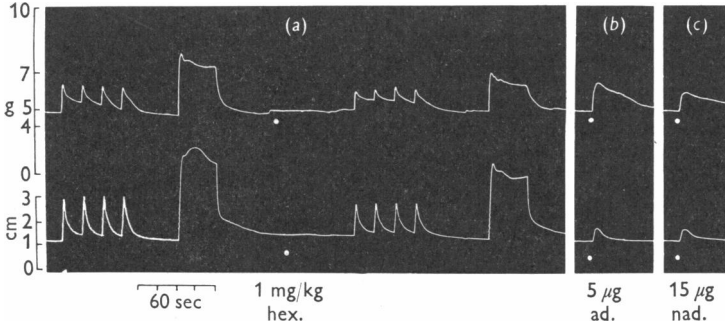 10
7
5
4
0
g
3
2
1
0
cm
(a)
(b)
(c)
60 sec
1 mg/kg
hex.
5 μg
ad.
15 μg
nad.